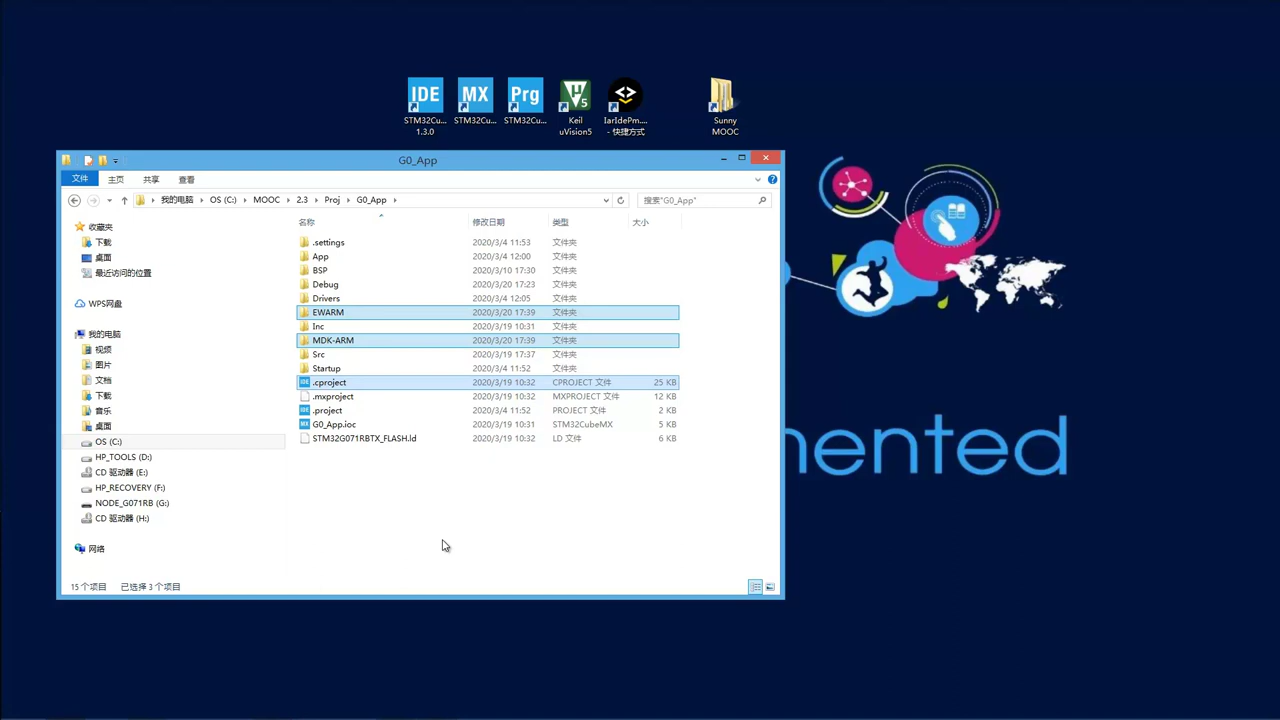 IDE
MX
Prg
5
STM32Cu...
1.3.0
STM32Cu...
STM32Cu...
Keil
uVision5
IarIdePm....
- 快捷方式
Sunny
MOOC
G0_App
文件
主页
共享
查看
我的电脑
OS (C:)
MOOC
2.3
Proj
G0_App
搜索"G0_App"
名称
修改日期
类型
大小
收藏夹
下载
桌面
最近访问的位置
WPS网盘
我的电脑
视频
图片
文档
下载
音乐
桌面
OS (C:)
HP_TOOLS (D:)
CD 驱动器 (E:)
HP_RECOVERY (F:)
NODE_G071RB (G:)
CD 驱动器 (H:)
网络
.settings 2020/3/4 11:53 文件夹
App 2020/3/4 12:00 文件夹
BSP 2020/3/10 17:30 文件夹
Debug 2020/3/20 17:23 文件夹
Drivers 2020/3/4 12:05 文件夹
EWARM 2020/3/20 17:39 文件夹
Inc 2020/3/19 10:31 文件夹
MDK-ARM 2020/3/20 17:39 文件夹
Src 2020/3/19 17:37 文件夹
Startup 2020/3/4 11:52 文件夹
.cproject 2020/3/19 10:32 CPROJECT 文件 25 KB
.mxproject 2020/3/19 10:32 MXPROJECT 文件 12 KB
.project 2020/3/4 11:52 PROJECT 文件 2 KB
G0_App.ioc 2020/3/19 10:31 STM32CubeMX 5 KB
STM32G071RBTX_FLASH.ld 2020/3/19 10:32 LD 文件 6 KB
15 个项目
已选择 3 个项目
mented